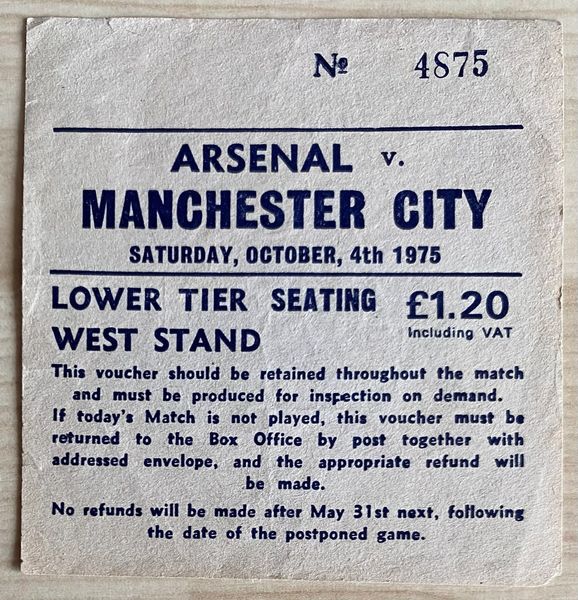 Nº 4875
ARSENAL v.
MANCHESTER CITY
SATURDAY, OCTOBER, 4th 1975
LOWER TIER SEATING £1.20
WEST STAND Including VAT
This voucher should be retained throughout the match
and must be produced for inspection on demand.
If today's Match is not played, this voucher must be
returned to the Box Office by post together with
addressed envelope, and the appropriate refund will
be made.
No refunds will be made after May 31st next, following
the date of the postponed game.